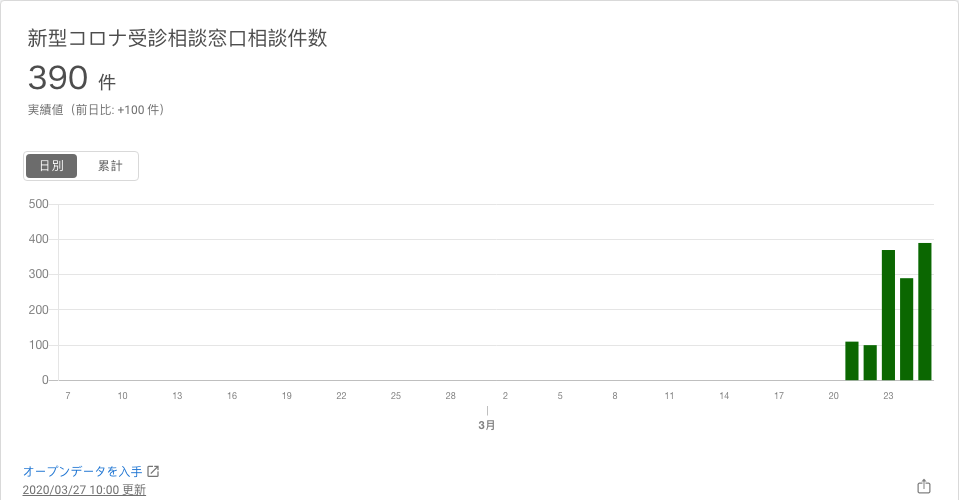 新型コロナ受診相談窓口相談件数
390 件
実績値（前日比: +100 件）
日別 累計
500
400
300
200
100
0
7 10 13 16 19 22 25 28 2 5 8 11 14 17 20 23
3月
オープンデータを入手
2020/03/27 10:00 更新